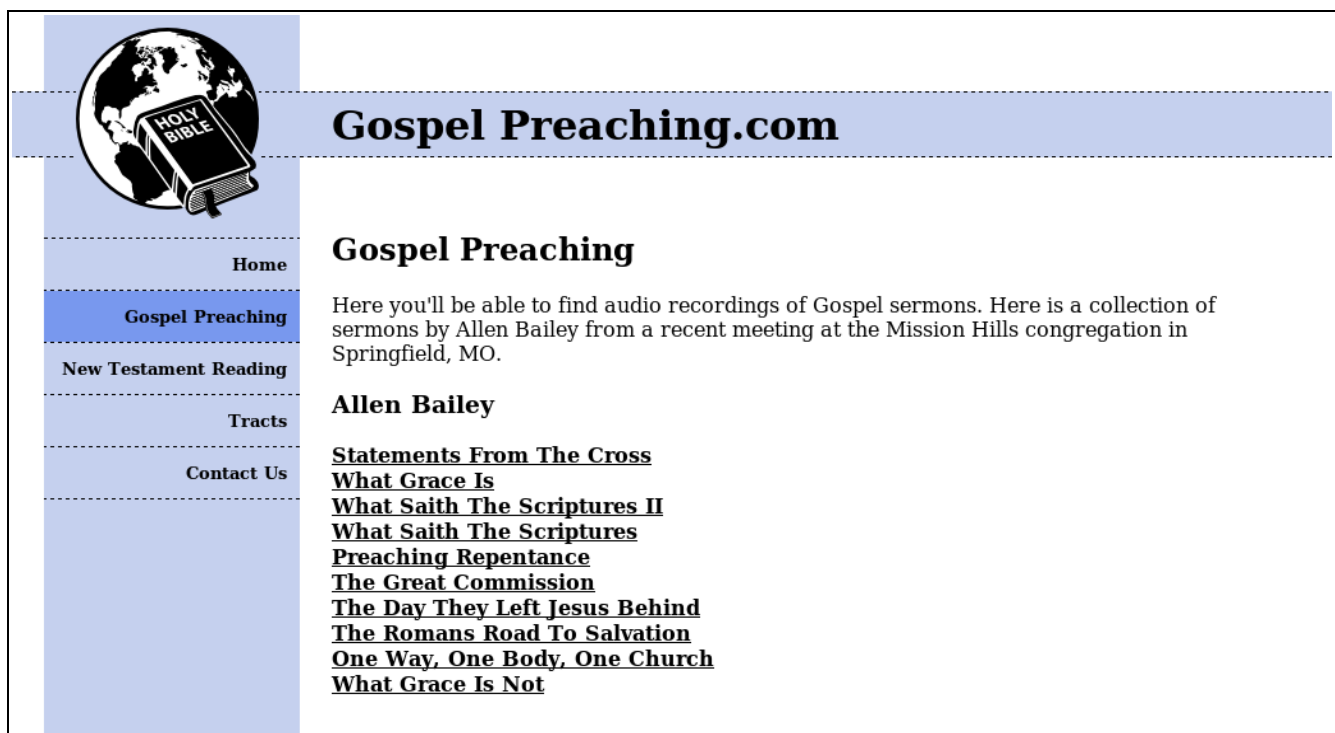 HOLY
BIBLE
Gospel Preaching.com
Home
Gospel Preaching
New Testament Reading
Tracts
Contact Us
Gospel Preaching
Here you'll be able to find audio recordings of Gospel sermons. Here is a collection of
sermons by Allen Bailey from a recent meeting at the Mission Hills congregation in
Springfield, MO.
Allen Bailey
Statements From The Cross
What Grace Is
What Saith The Scriptures II
What Saith The Scriptures
Preaching Repentance
The Great Commission
The Day They Left Jesus Behind
The Romans Road To Salvation
One Way, One Body, One Church
What Grace Is Not